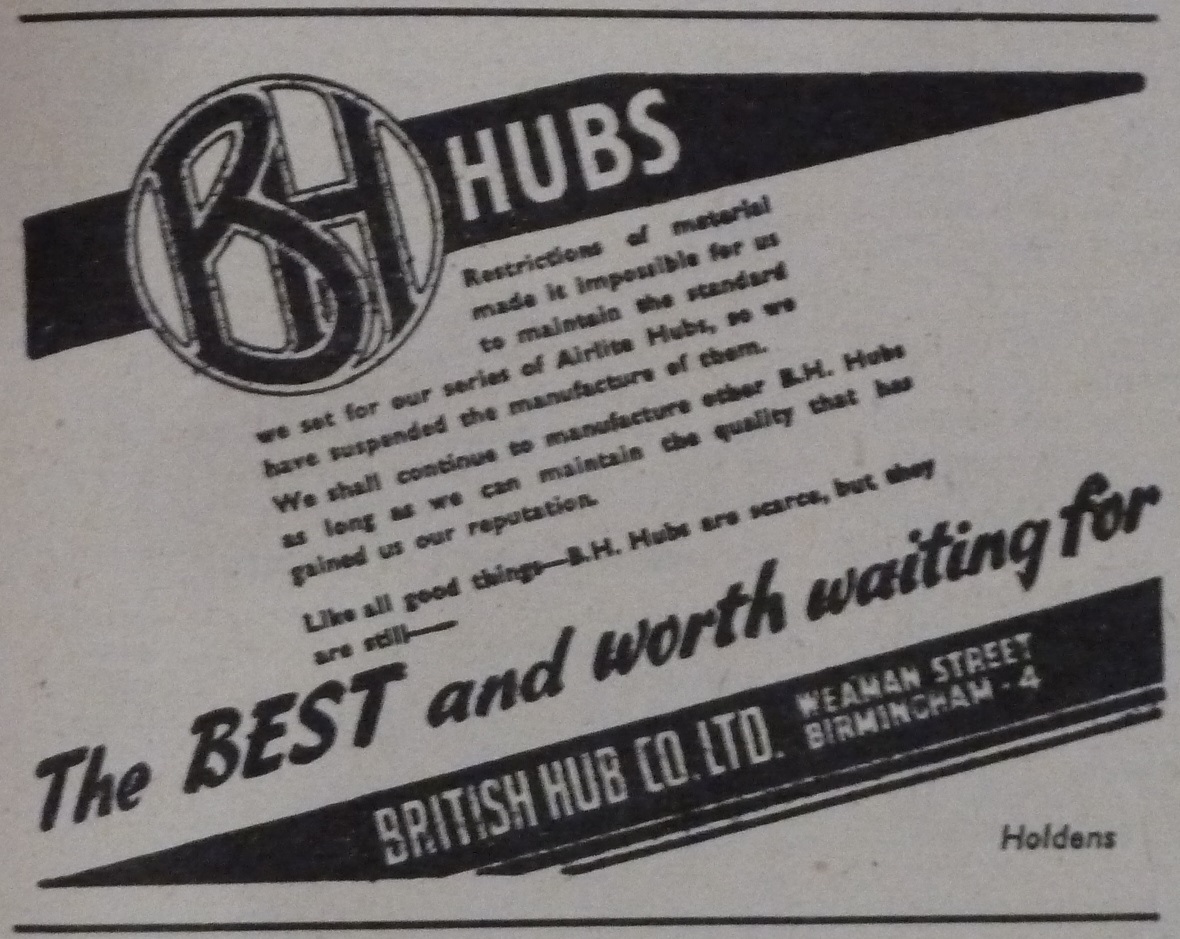 BH HUBS
Restrictions of material
made it impossible for us
to maintain the standard
we set for our series of Airlite Hubs, so we
have suspended the manufacture of them.
We shall continue to manufacture other B.H. Hubs
as long as we can maintain the quality that has
gained us our reputation.
Like all good things—B.H. Hubs are scarce, but they
are still—
The BEST and worth waiting for
BRITISH HUB CO. LTD. WEAMAN STREET
BIRMINGHAM - 4
Holdens